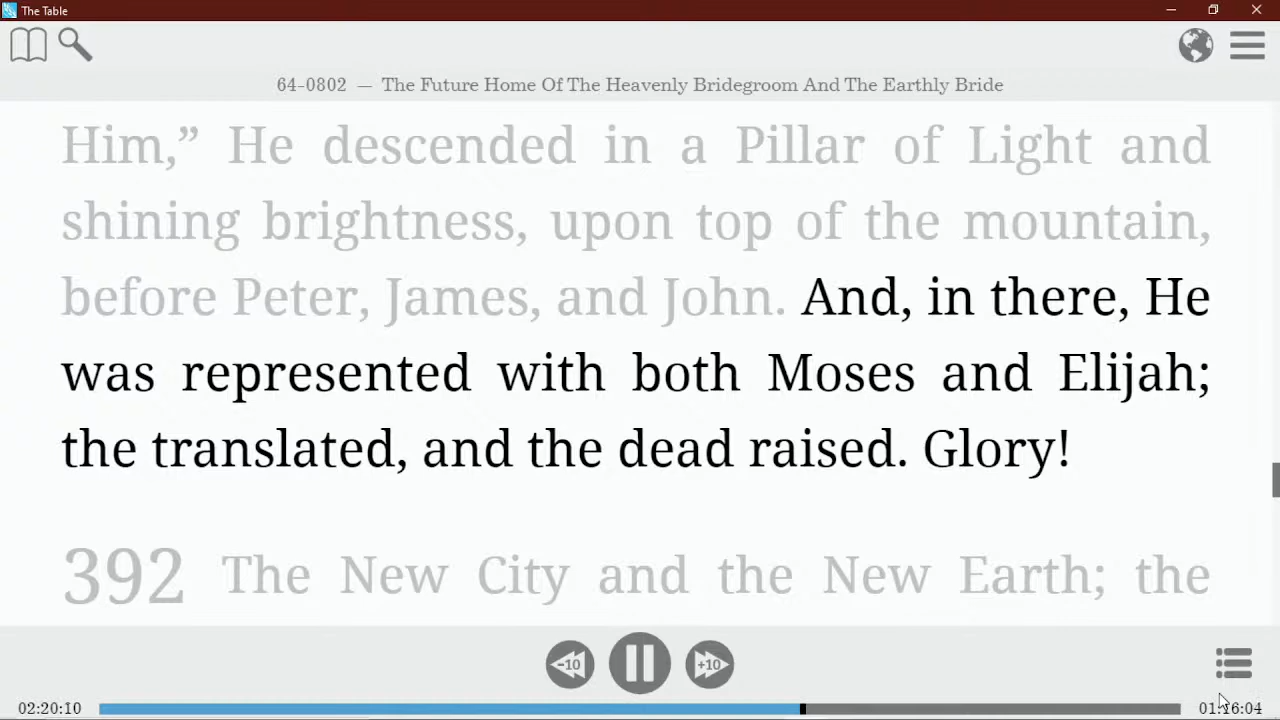 The Table
64-0802 — The Future Home Of The Heavenly Bridegroom And The Earthly Bride
Him,” He descended in a Pillar of Light and
shining brightness, upon top of the mountain,
before Peter, James, and John. And, in there, He
was represented with both Moses and Elijah;
the translated, and the dead raised. Glory!
392 The New City and the New Earth; the
-10 +10
02:20:10 01:26:04